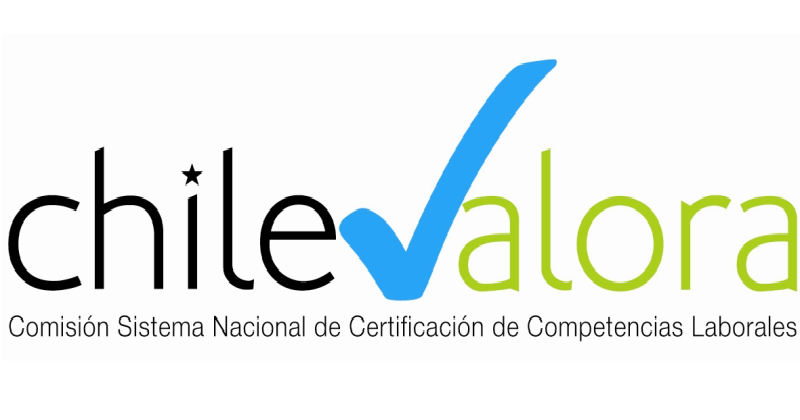 chilevalora
Comisión Sistema Nacional de Certificación de Competencias Laborales